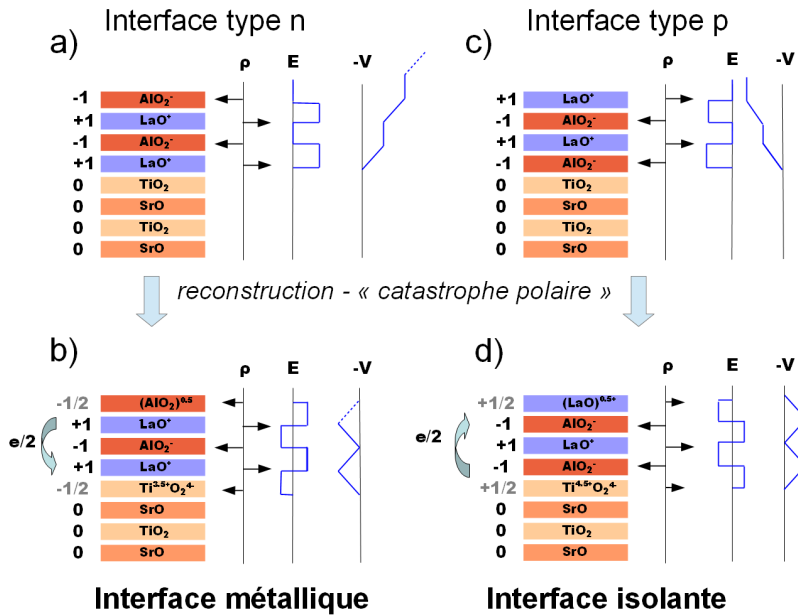 Interface type n
Interface type p
a)
ρ E -V
-1 AlO₂⁻
+1 LaO⁺
-1 AlO₂⁻
+1 LaO⁺
0 TiO₂
0 SrO
0 TiO₂
0 SrO
c)
ρ E -V
+1 LaO⁺
-1 AlO₂⁻
+1 LaO⁺
-1 AlO₂⁻
0 TiO₂
0 SrO
0 TiO₂
0 SrO
reconstruction - « catastrophe polaire »
b)
ρ E -V
-1/2 (AlO₂)⁰·⁵
+1 LaO⁺
-1 AlO₂⁻
+1 LaO⁺
-1/2 Ti³·⁵⁺O₂⁴⁻
0 SrO
0 TiO₂
0 SrO
e/2
Interface métallique
d)
ρ E -V
+1/2 (LaO)⁰·⁵⁺
-1 AlO₂⁻
+1 LaO⁺
-1 AlO₂⁻
+1/2 Ti⁴·⁵⁺O₂⁴⁻
0 SrO
0 TiO₂
0 SrO
e/2
Interface isolante